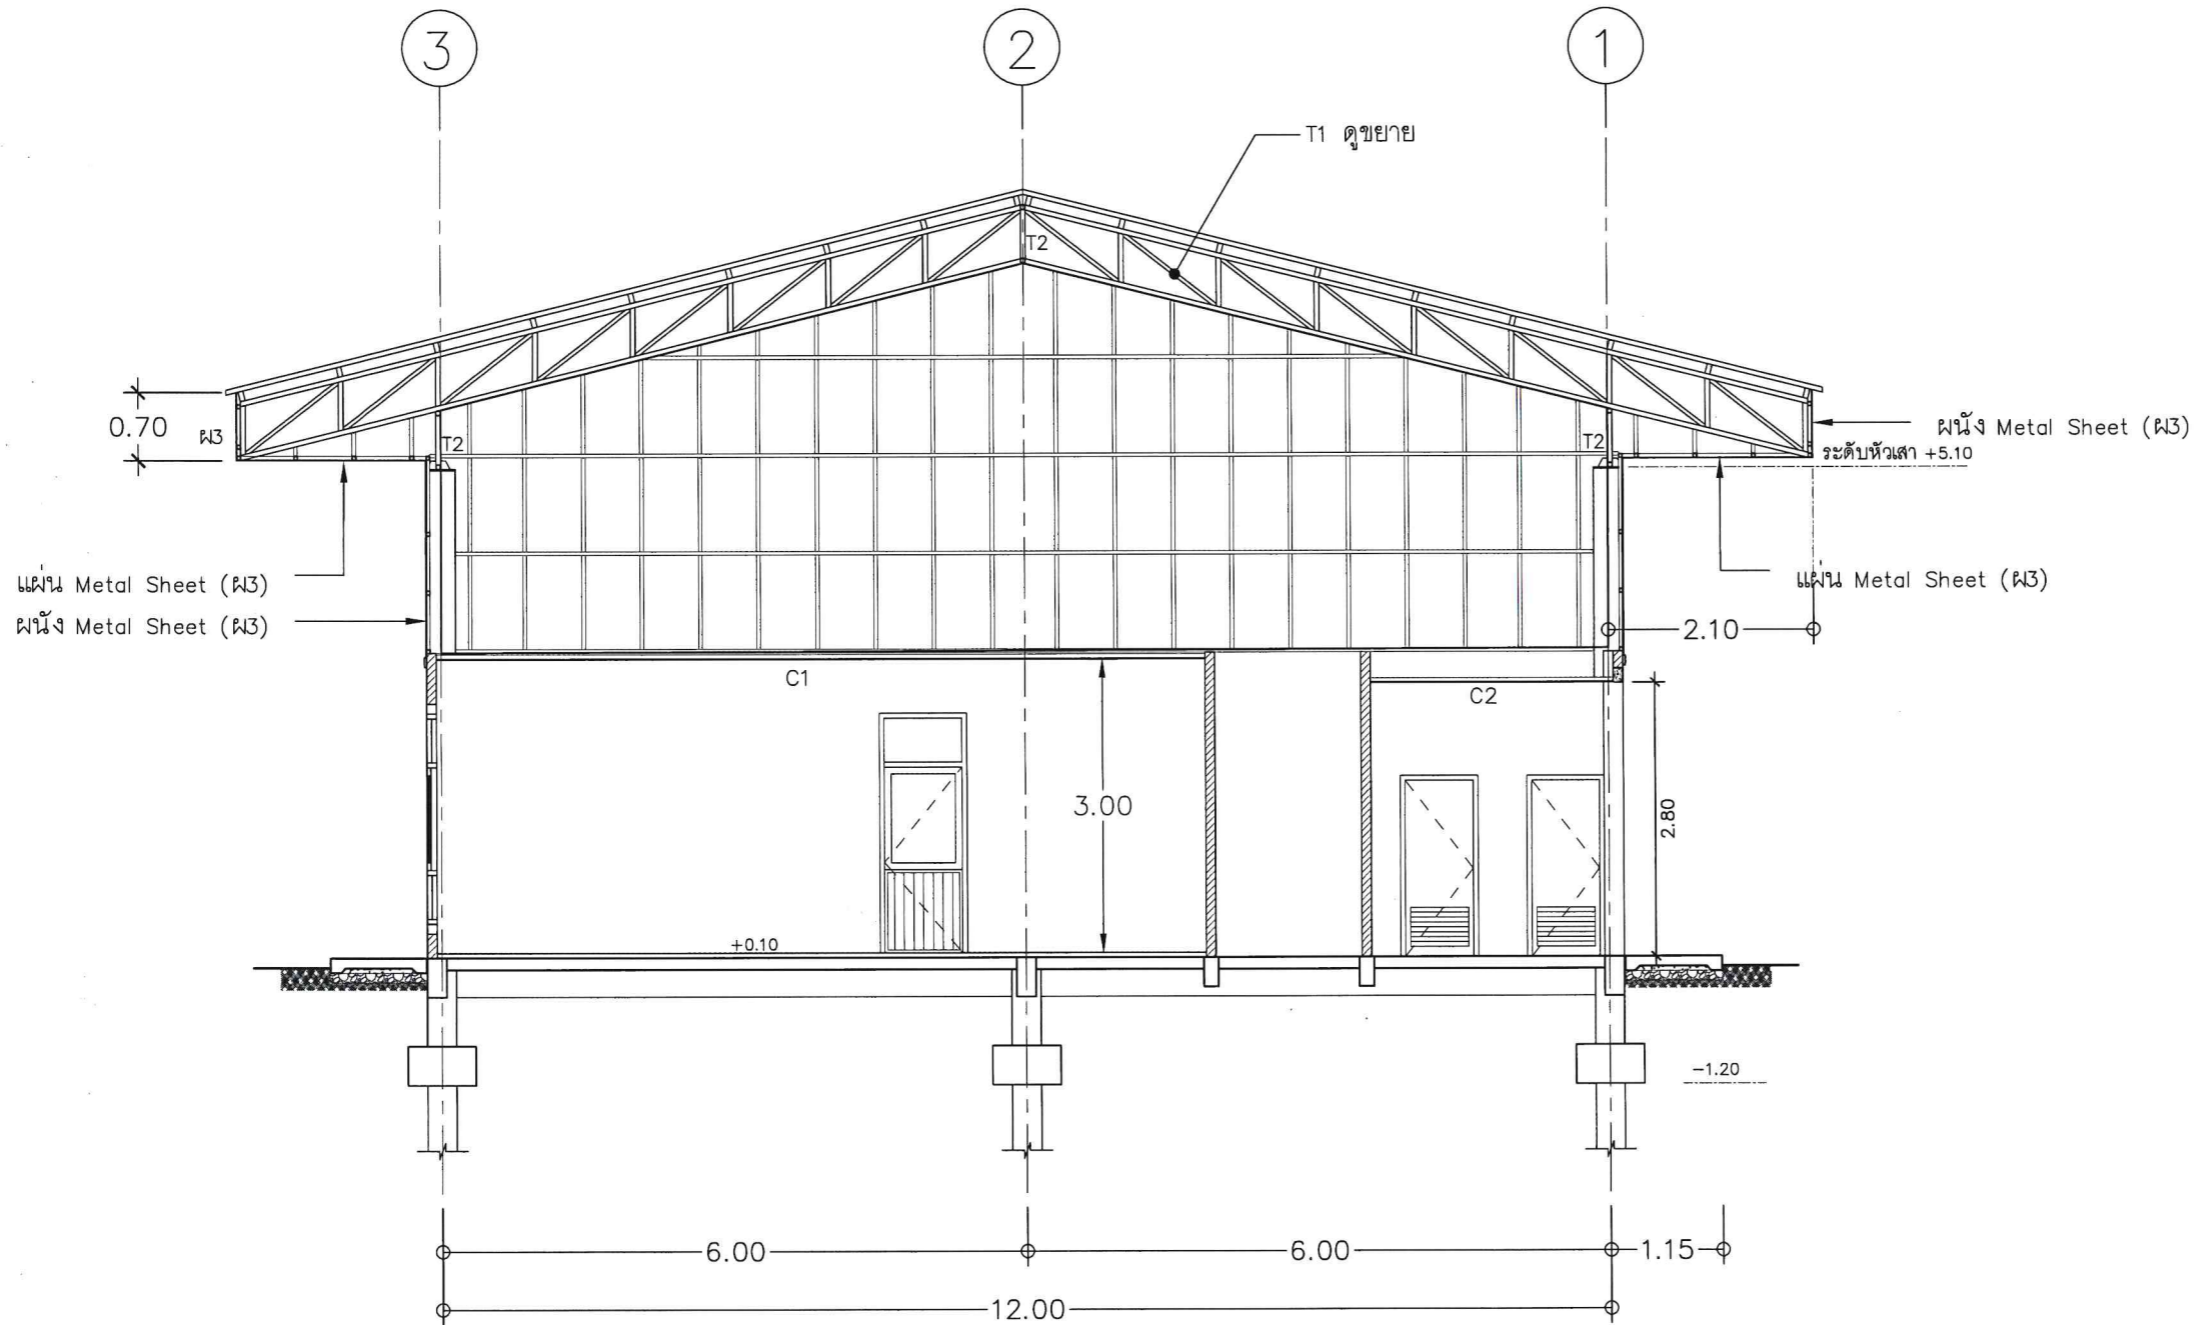 3
2
1
T1 ดูขยาย
T2
0.70
ผ3
T2
T2
ผนัง Metal Sheet (ผ3)
ระดับหัวเสา +5.10
แผ่น Metal Sheet (ผ3)
ผนัง Metal Sheet (ผ3)
แผ่น Metal Sheet (ผ3)
2.10
C1
C2
3.00
2.80
+0.10
-1.20
6.00
6.00
1.15
12.00